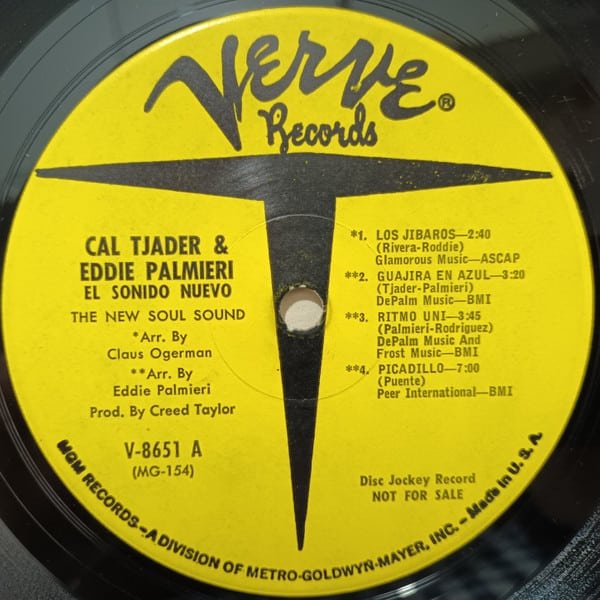 Verve®
Records
CAL TJADER &
EDDIE PALMIERI
EL SONIDO NUEVO
THE NEW SOUL SOUND
*Arr. By
Claus Ogerman
**Arr. By
Eddie Palmieri
Prod. By Creed Taylor
V-8651 A
(MG-154)
*1. LOS JIBAROS—2:40
(Rivera-Roddie)
Glamorous Music—ASCAP
**2. GUAJIRA EN AZUL—3:20
(Tjader-Palmieri)
DePalm Music—BMI
**3. RITMO UNI—3:45
(Palmieri-Rodriguez)
DePalm Music And
Frost Music—BMI
**4. PICADILLO—7:00
(Puente)
Peer International—BMI
Disc Jockey Record
NOT FOR SALE
MGM RECORDS—A DIVISION OF METRO-GOLDWYN-MAYER, INC.—Made in U. S. A.